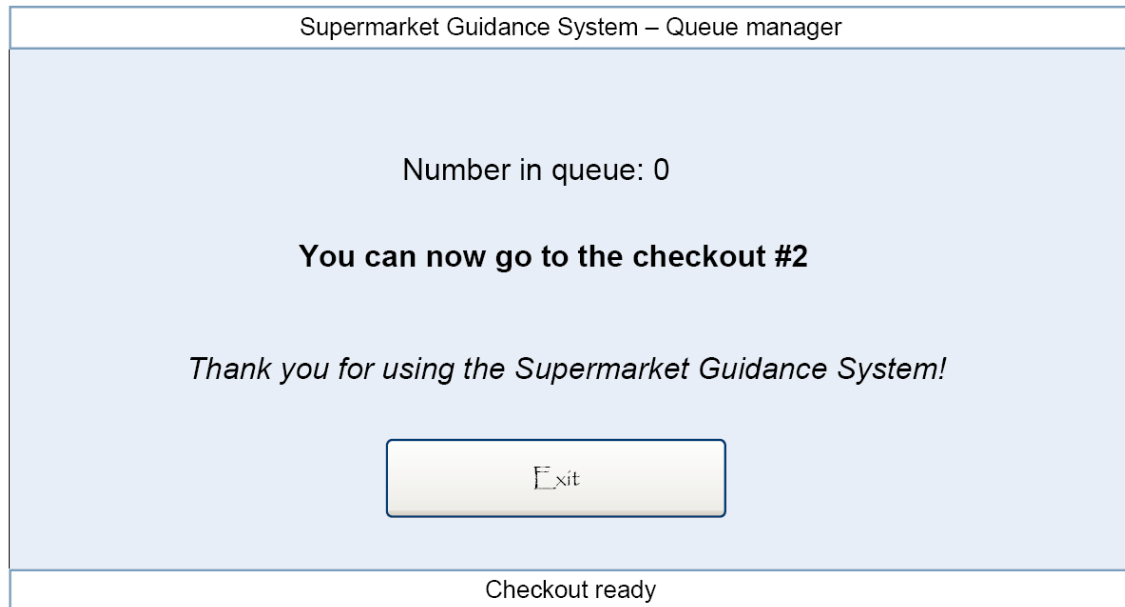 Supermarket Guidance System – Queue manager
Number in queue: 0
You can now go to the checkout #2
Thank you for using the Supermarket Guidance System!
Exit
Checkout ready